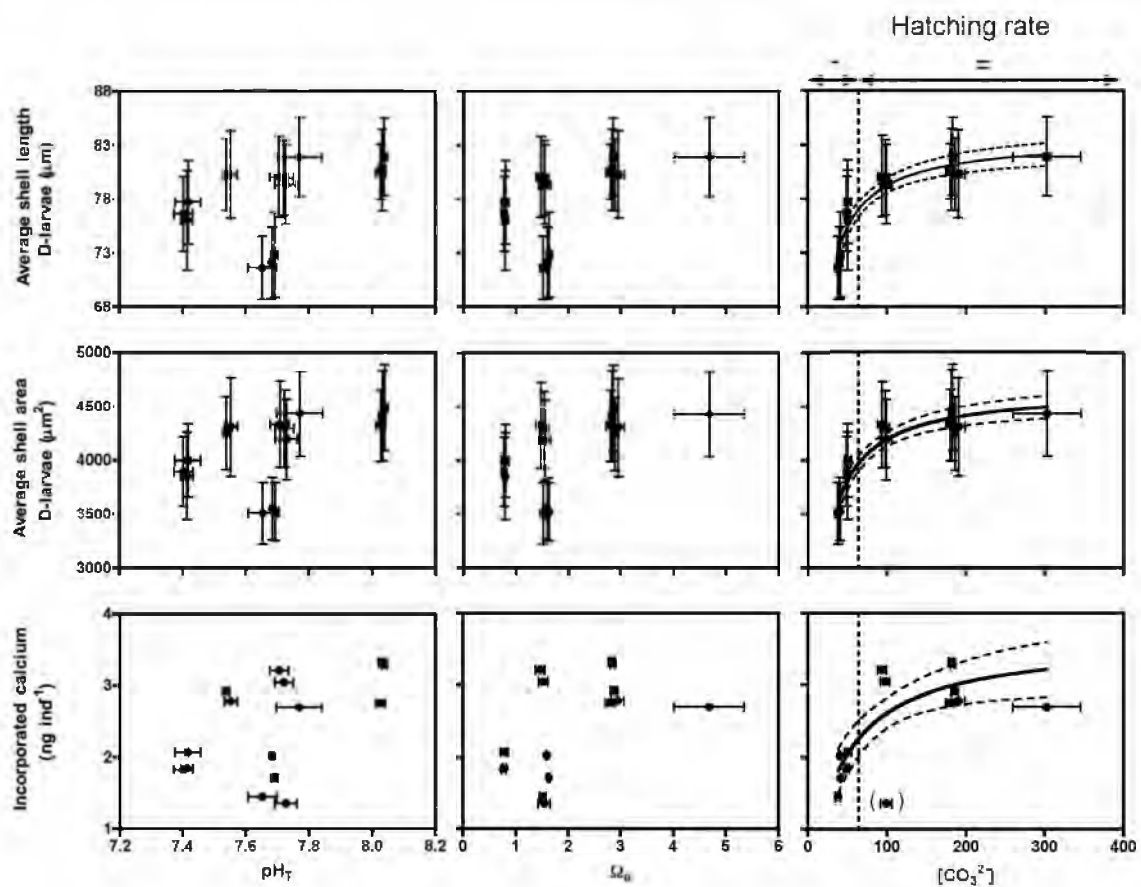 Hatching rate
- =
Average shell length
D-larvae (μm)
88
83
78
73
68
Average shell area
D-larvae (μm²)
5000
4500
4000
3500
3000
Incorporated calcium
(ng ind⁻¹)
4
3
2
1
( )
7.2 7.4 7.6 7.8 8.0 8.2
0 1 2 3 4 5 6
0 100 200 300 400
pH_T
Ω_a
[CO₃²⁻]